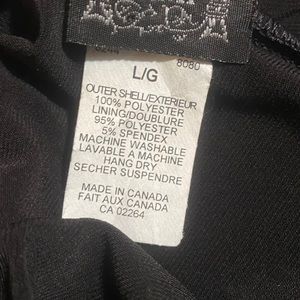 8080
L/G
OUTER SHELL/EXTERIEUR
100% POLYESTER
LINING/DOUBLURE
95% POLYESTER
5% SPENDEX
MACHINE WASHABLE
LAVABLE A MACHINE
HANG DRY
SECHER SUSPENDRE
MADE IN CANADA
FAIT AUX CANADA
CA 02264